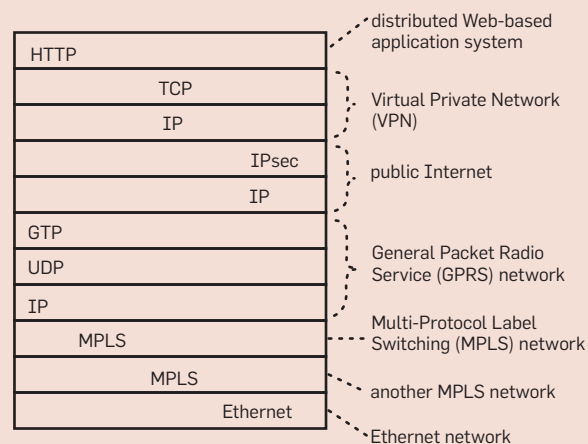 distributed Web-based
application system
HTTP
TCP
IP
Virtual Private Network
(VPN)
IPsec
IP
public Internet
GTP
UDP
IP
General Packet Radio
Service (GPRS) network
MPLS
Multi-Protocol Label
Switching (MPLS) network
MPLS
another MPLS network
Ethernet
Ethernet network